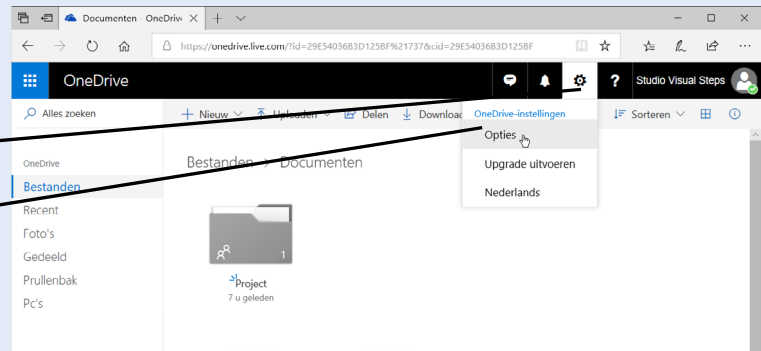 Documenten - OneDrive
https://onedrive.live.com/?id=29E54036B3D125BF%21737&cid=29E54036B3D125BF
OneDrive
? Studio Visual Steps
Alles zoeken
Nieuw Uploaden Delen Download
OneDrive-instellingen
Sorteren
Opties
Upgrade uitvoeren
Nederlands
OneDrive
Bestanden
Recent
Foto's
Gedeeld
Prullenbak
Pc's
Bestanden > Documenten
1
Project
7 u geleden